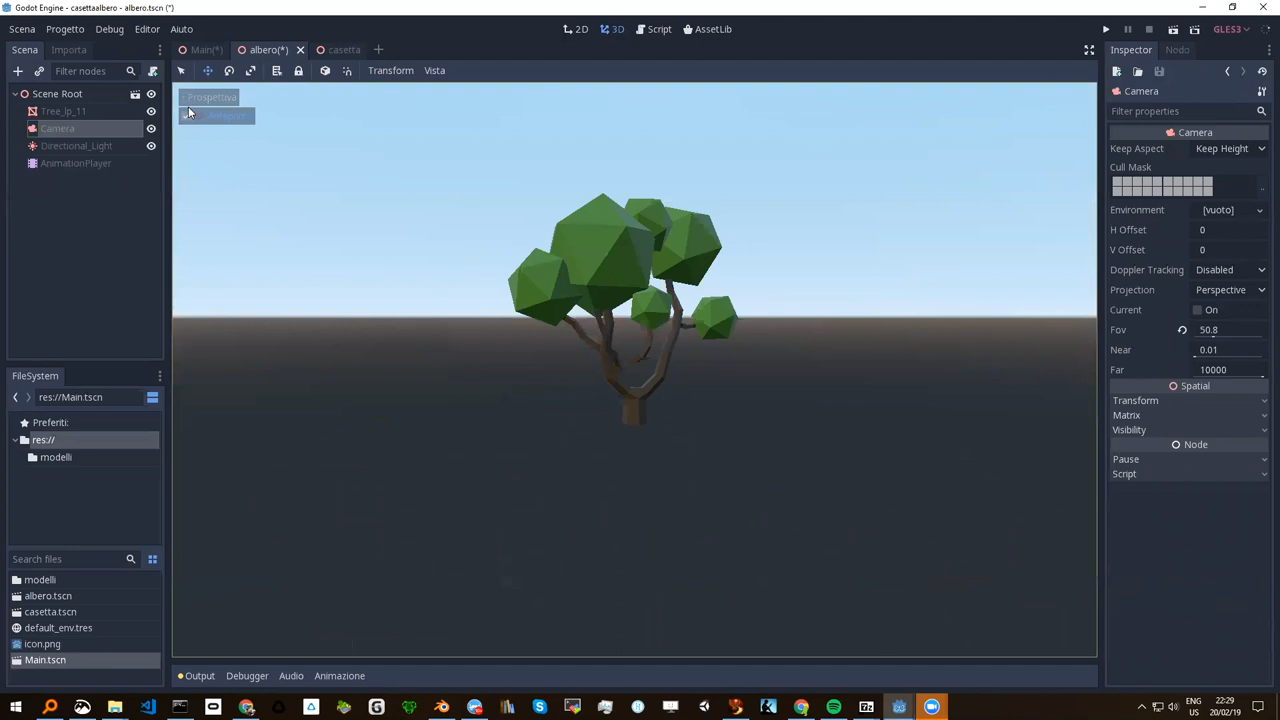 Godot Engine - casettaalbero - albero.tscn (*)
Scena Progetto Debug Editor Aiuto
2D 3D Script AssetLib
GLES3
Scena Importa
Main(*) albero(*) casetta
Inspector Nodo
Filter nodes
Transform Vista
Scene Root
Tree_lp_11
Camera
Directional_Light
AnimationPlayer
Prospettiva
Camera
Filter properties
Camera
Keep Aspect Keep Height
Cull Mask
..
Environment [vuoto]
H Offset 0
V Offset 0
Doppler Tracking Disabled
Projection Perspective
Current On
Fov 50.8
Near 0.01
Far 10000
Spatial
Transform
Matrix
Visibility
Node
Pause
Script
FileSystem
res://Main.tscn
Preferiti:
res://
modelli
Search files
modelli
albero.tscn
casetta.tscn
default_env.tres
icon.png
Main.tscn
Output Debugger Audio Animazione
ENG
22:29
20/02/19